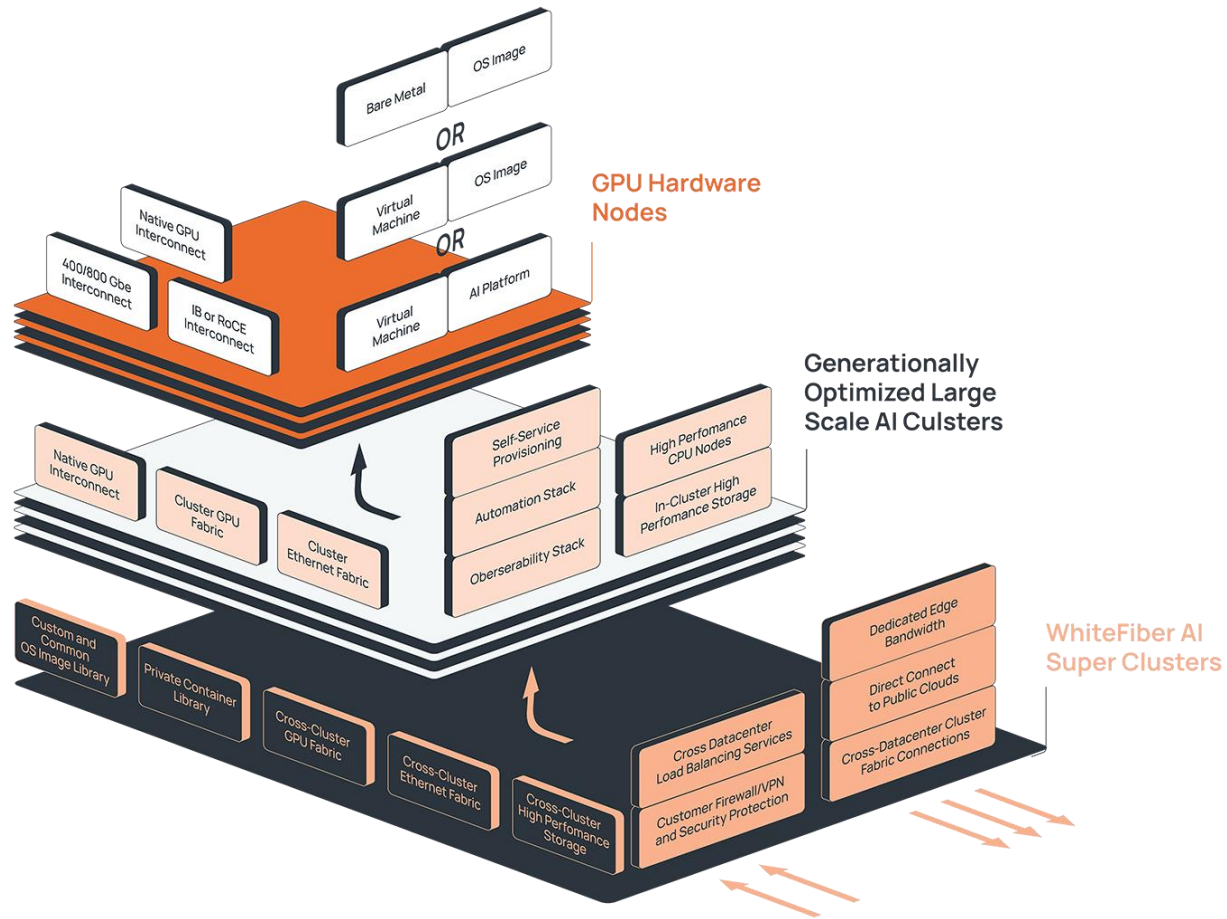 Bare Metal
OS Image
OR
Virtual
Machine
OS Image
OR
Virtual
Machine
AI Platform
Native GPU
Interconnect
400/800 Gbe
Interconnect
IB or RoCE
Interconnect
GPU Hardware
Nodes
Generationally
Optimized Large
Scale AI Culsters
Native GPU
Interconnect
Cluster GPU
Fabric
Cluster
Ethernet Fabric
Self-Service
Provisioning
Automation Stack
Oberserability Stack
High Perfomance
CPU Nodes
In-Cluster High
Perfomance Storage
WhiteFiber AI
Super Clusters
Custom and
Common
OS Image Library
Private Container
Library
Cross-Cluster
GPU Fabric
Cross-Cluster
Ethernet Fabric
Cross-Cluster
High Perfomance
Storage
Cross Datacenter
Load Balancing Services
Customer Firewall/VPN
and Security Protection
Dedicated Edge
Bandwidth
Direct Connect
to Public Clouds
Cross-Datacenter Cluster
Fabric Connections